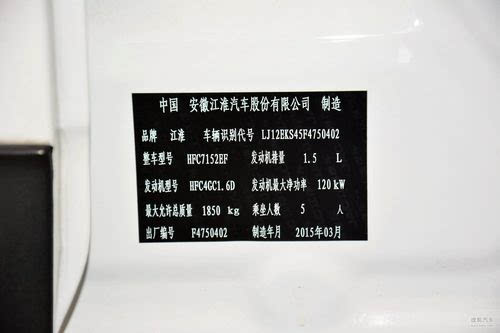 中国 安徽江淮汽车股份有限公司 制造
品牌 江淮 车辆识别代号 LJ12EKS45F4750402
整车型号 HFC7152EF 发动机排量 1.5 L
发动机型号 HFC4GC1.6D 发动机最大净功率 120 kW
最大允许总质量 1850 kg 乘坐人数 5 人
出厂编号 F4750402 制造年月 2015年03月
搜狐汽车